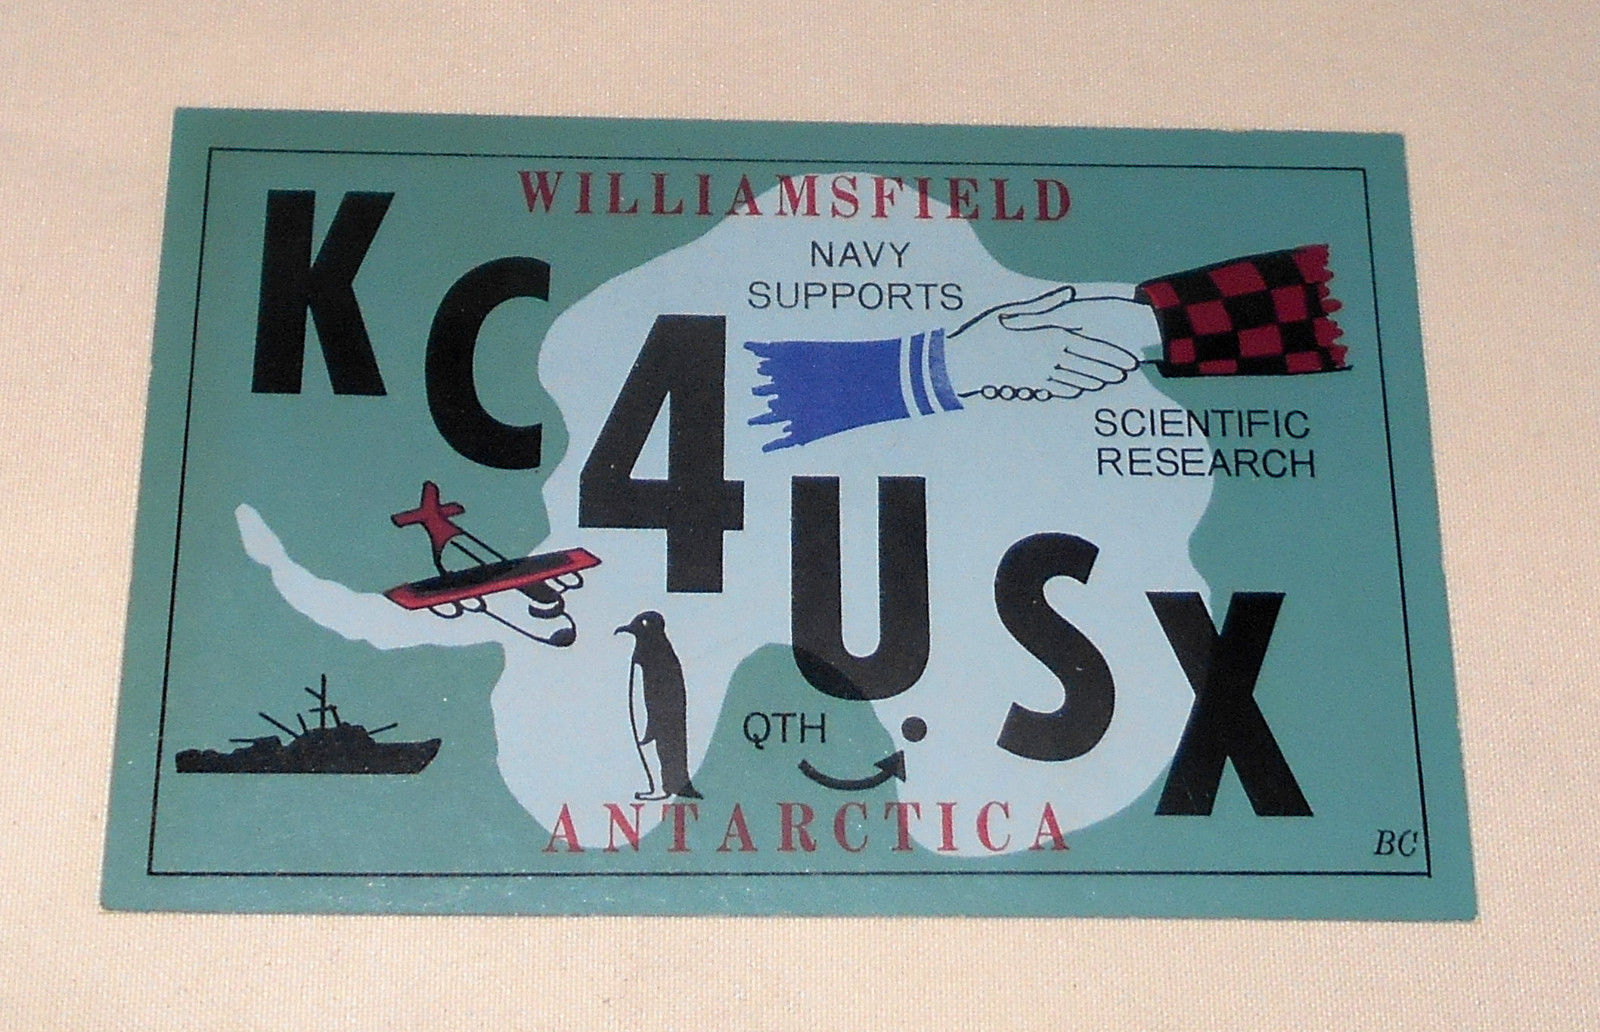 WILLIAMSFIELD
KC4USX
NAVY
SUPPORTS
SCIENTIFIC
RESEARCH
QTH
ANTARCTICA
BC